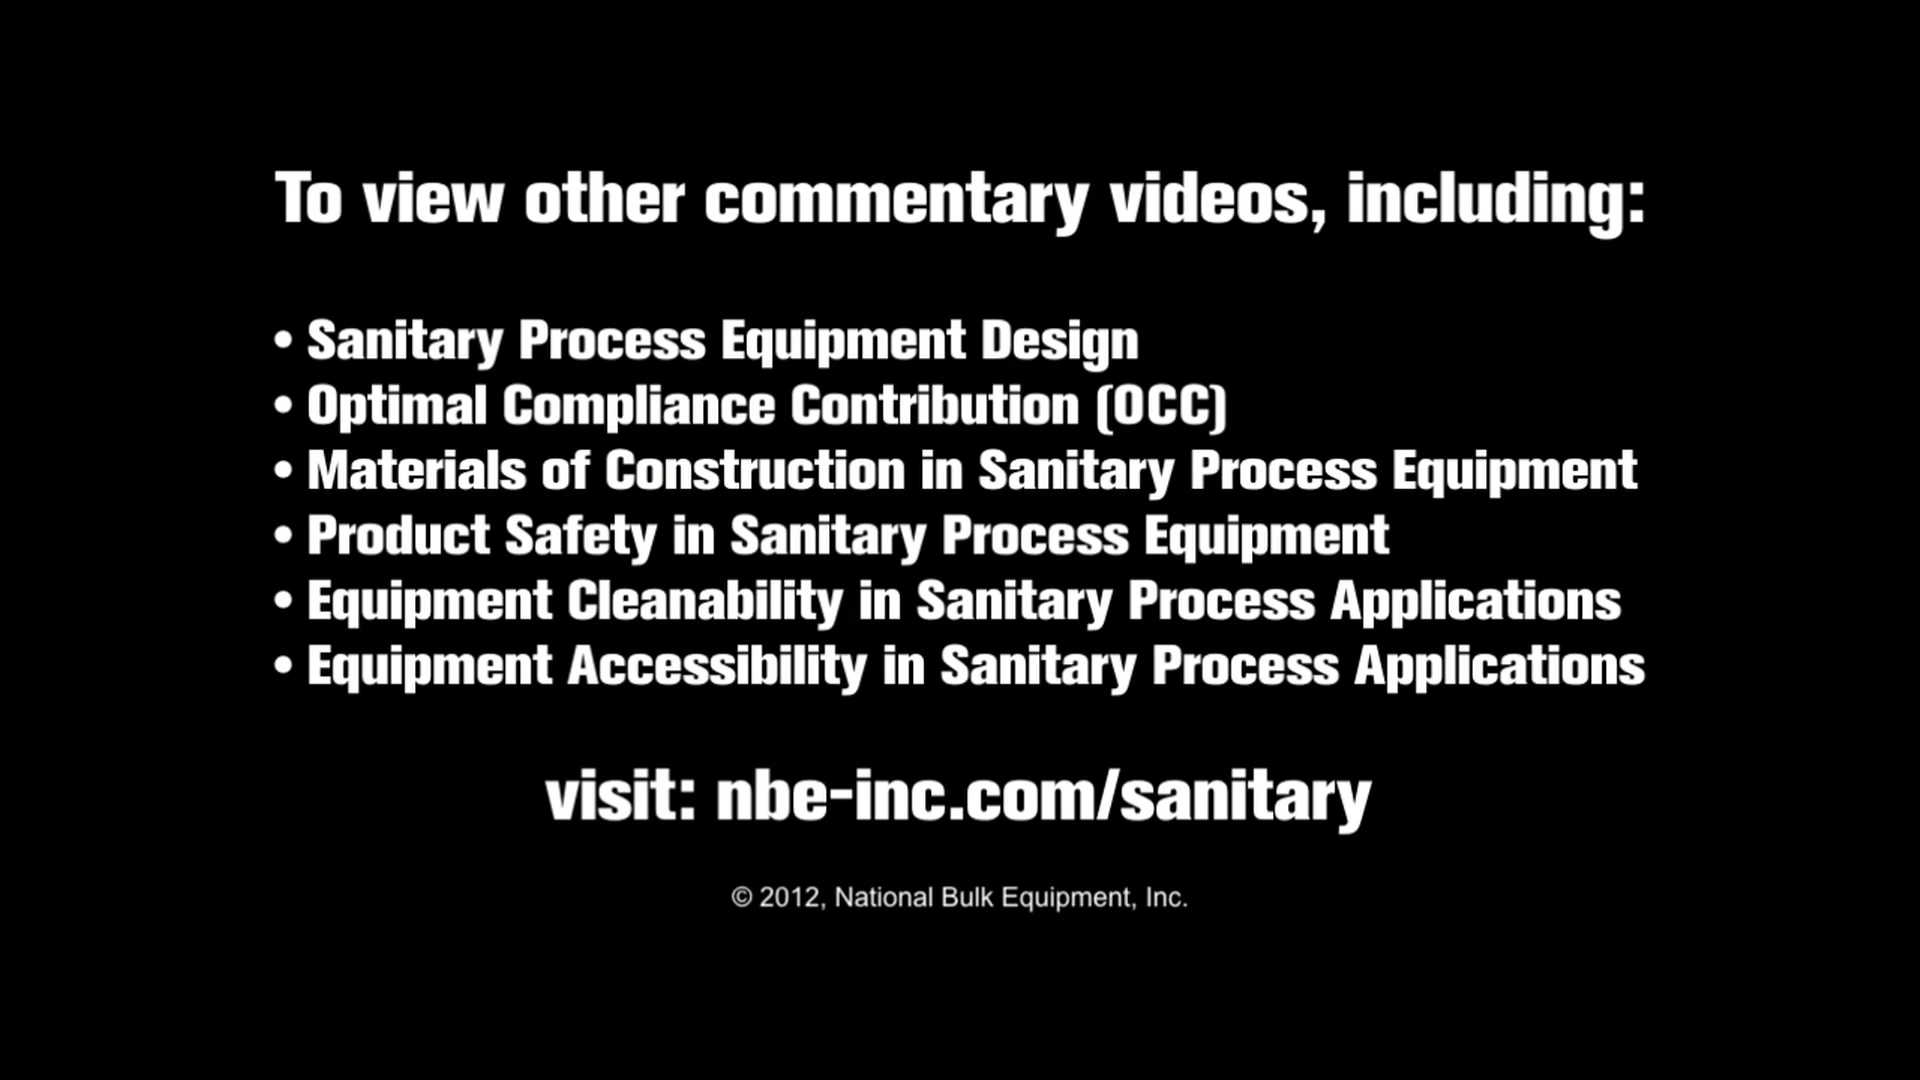 To view other commentary videos, including:
• Sanitary Process Equipment Design
• Optimal Compliance Contribution (OCC)
• Materials of Construction in Sanitary Process Equipment
• Product Safety in Sanitary Process Equipment
• Equipment Cleanability in Sanitary Process Applications
• Equipment Accessibility in Sanitary Process Applications
visit: nbe-inc.com/sanitary
© 2012, National Bulk Equipment, Inc.